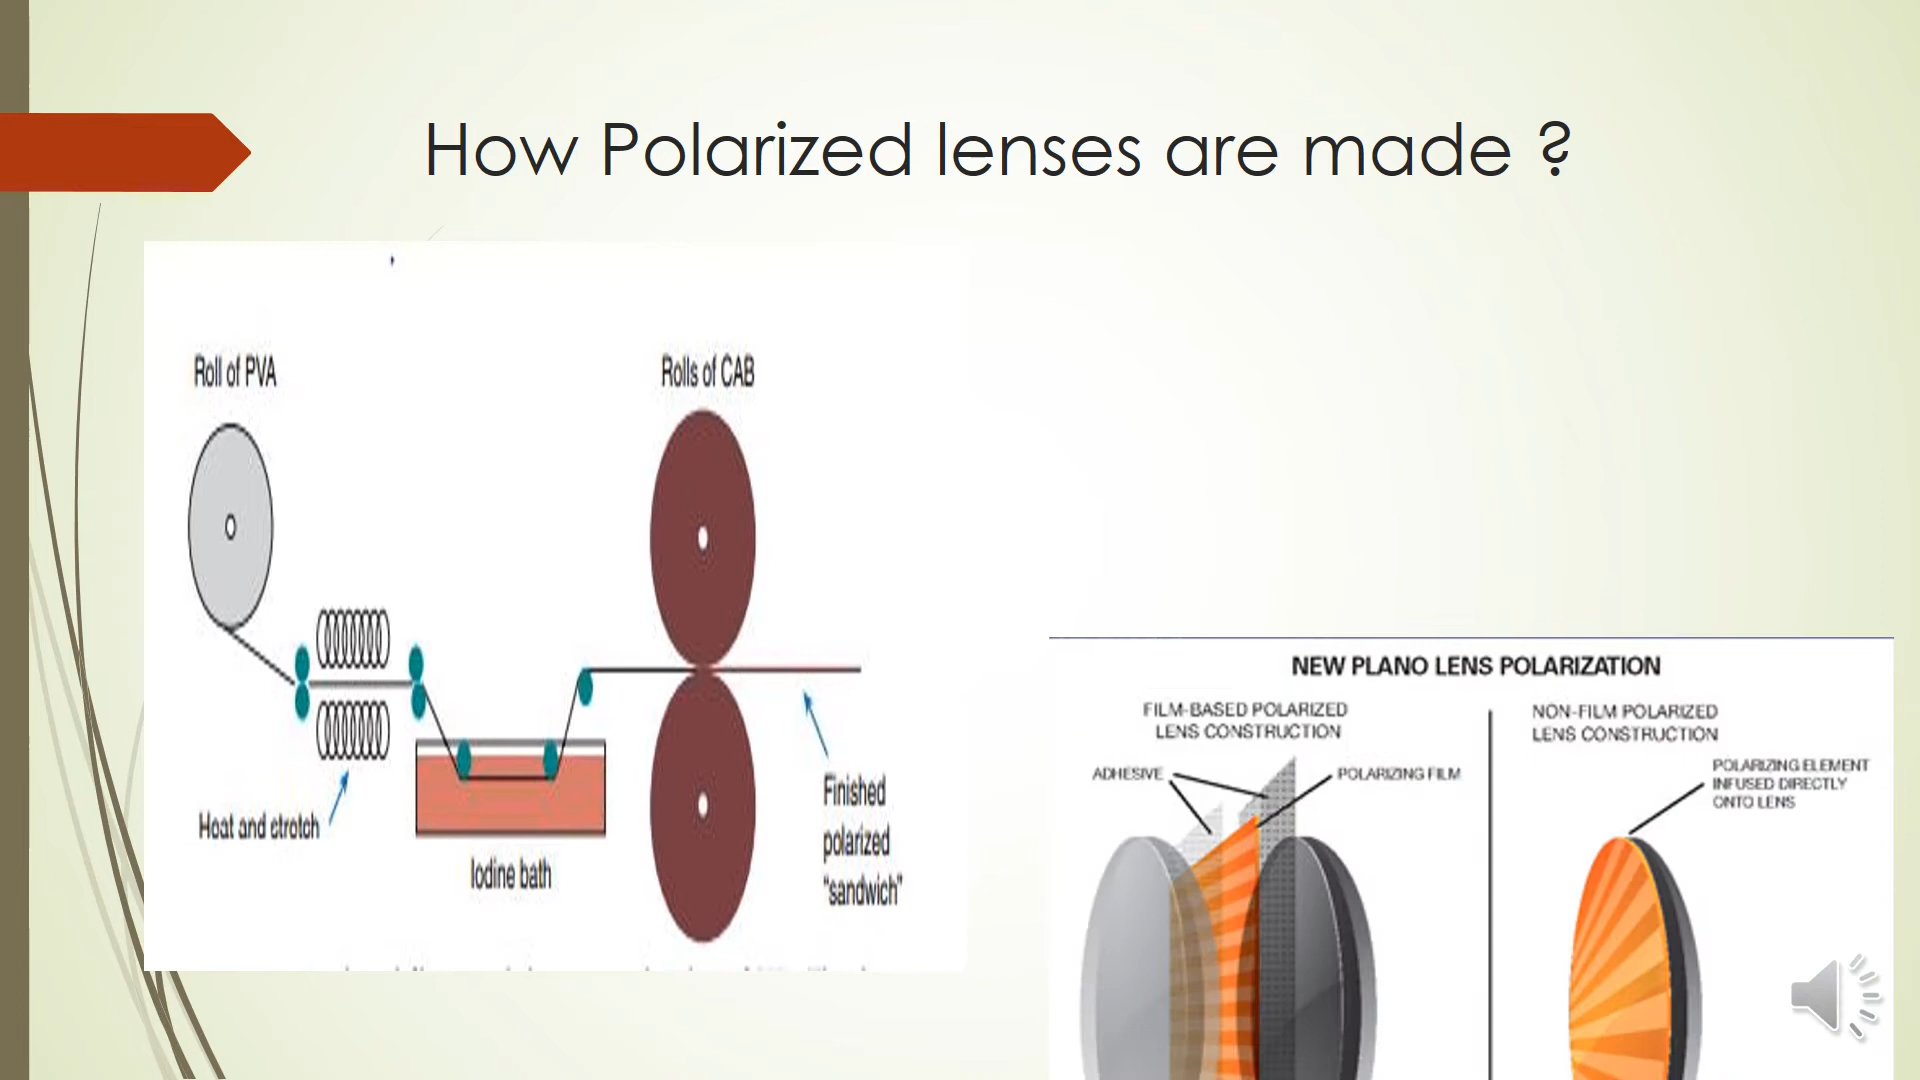 How Polarized lenses are made ?
Roll of PVA
Rolls of CAB
Heat and stretch
Iodine bath
Finished
polarized
"sandwich"
NEW PLANO LENS POLARIZATION
FILM-BASED POLARIZED
LENS CONSTRUCTION
ADHESIVE
POLARIZING FILM
NON-FILM POLARIZED
LENS CONSTRUCTION
POLARIZING ELEMENT
INFUSED DIRECTLY
ONTO LENS